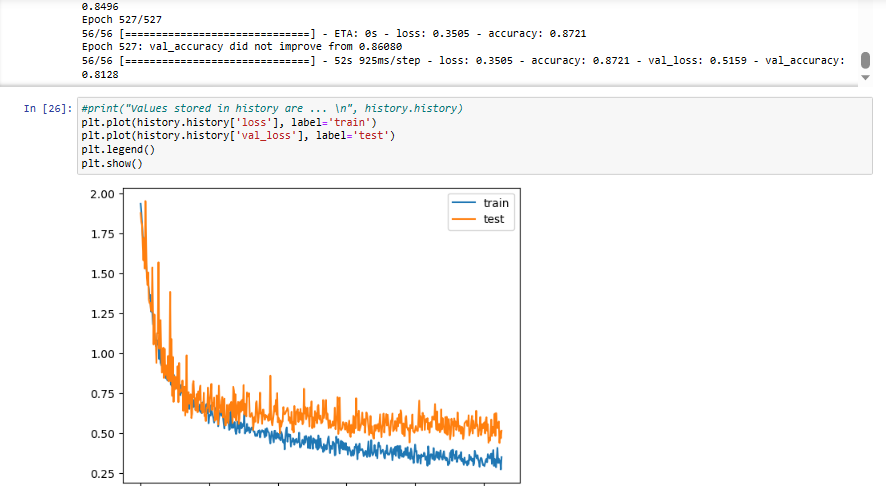 0.8496
Epoch 527/527
56/56 [==============================] - ETA: 0s - loss: 0.3505 - accuracy: 0.8721
Epoch 527: val_accuracy did not improve from 0.86080
56/56 [==============================] - 52s 925ms/step - loss: 0.3505 - accuracy: 0.8721 - val_loss: 0.5159 - val_accuracy:
0.8128
In [26]: #print("Values stored in history are ... \n", history.history)
plt.plot(history.history['loss'], label='train')
plt.plot(history.history['val_loss'], label='test')
plt.legend()
plt.show()
2.00
train
test
1.75
1.50
1.25
1.00
0.75
0.50
0.25